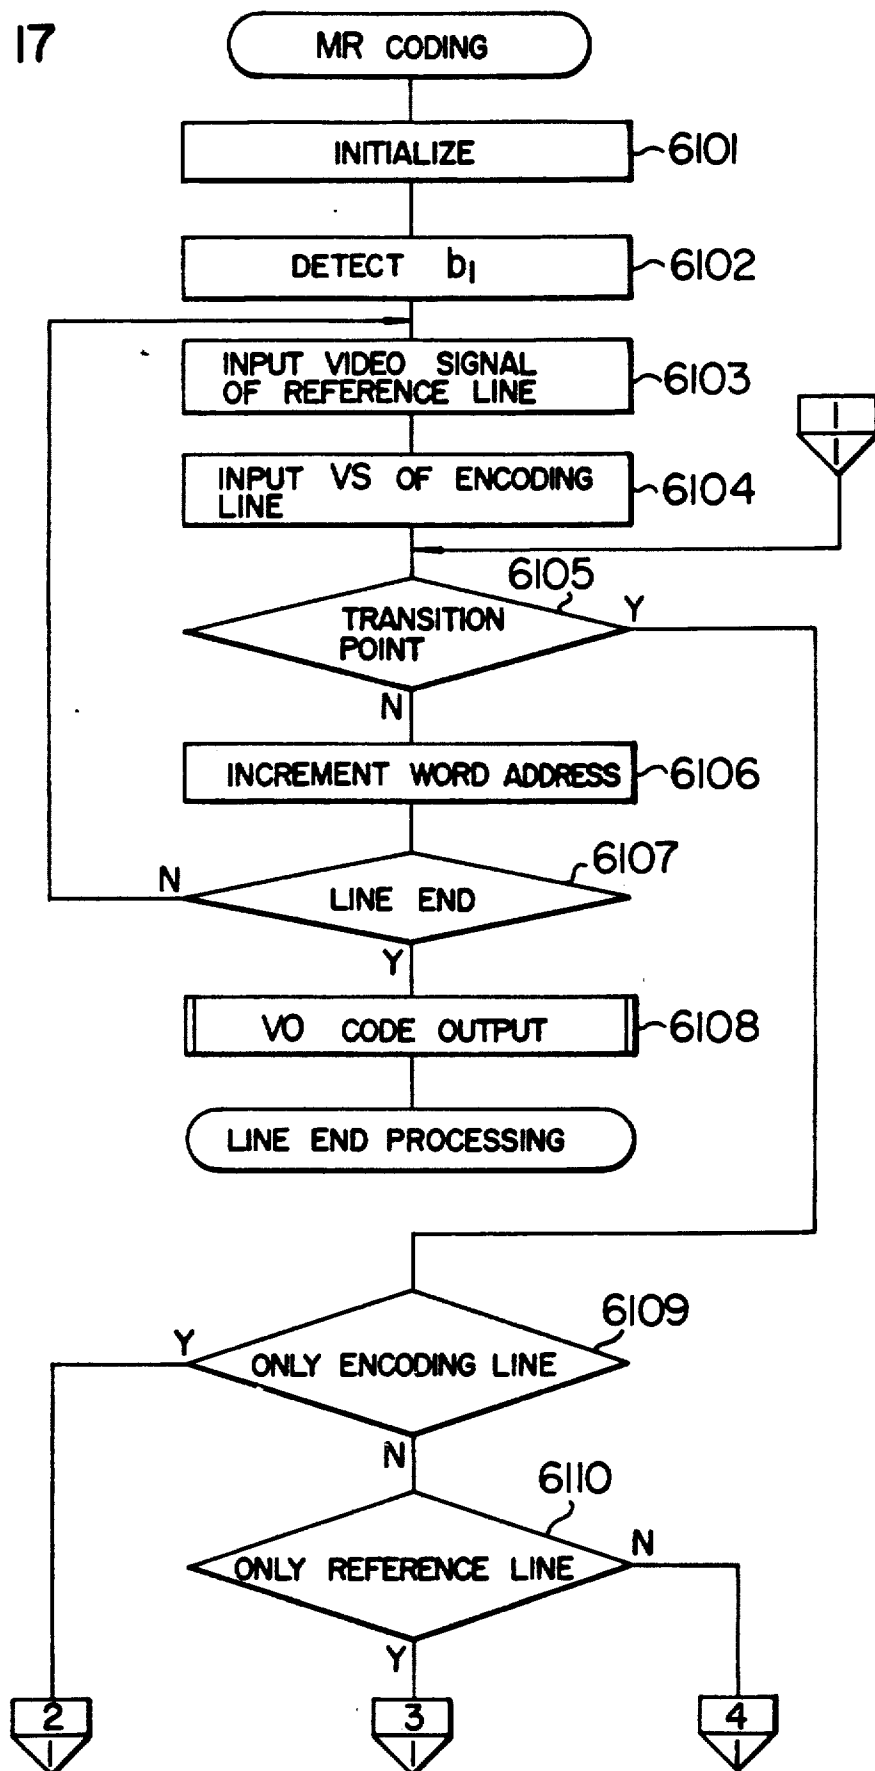 17
MR CODING
INITIALIZE
6101
DETECT b1
6102
INPUT VIDEO SIGNAL
OF REFERENCE LINE
6103
1
1
INPUT VS OF ENCODING
LINE
6104
6105
TRANSITION
POINT
Y
N
INCREMENT WORD ADDRESS
6106
6107
LINE END
N
Y
VO CODE OUTPUT
6108
LINE END PROCESSING
6109
ONLY ENCODING LINE
Y
N
6110
ONLY REFERENCE LINE
N
Y
2
1
3
1
4
1